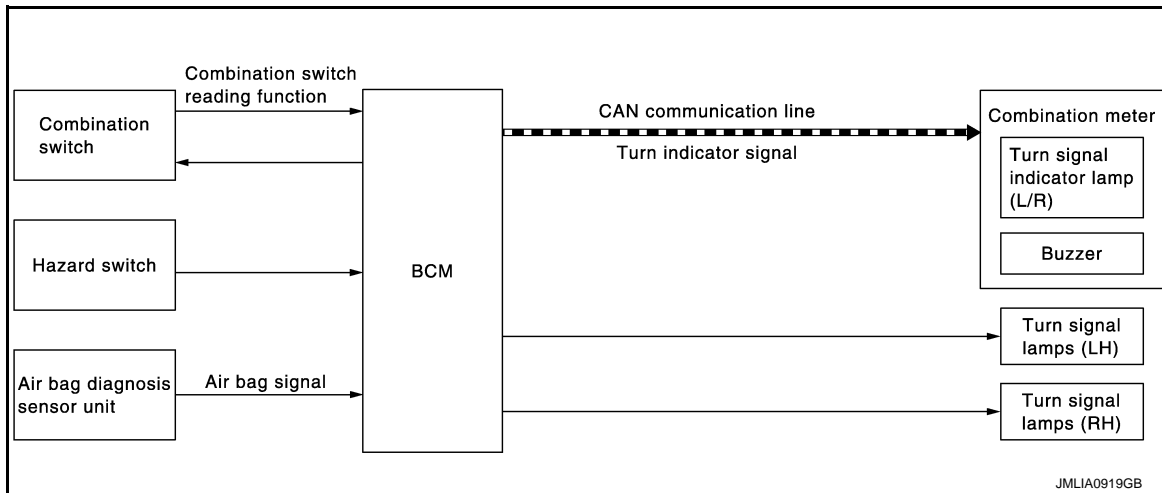 Combination switch
reading function
Combination
switch
Hazard switch
Air bag diagnosis
sensor unit
Air bag signal
BCM
CAN communication line
Turn indicator signal
Combination meter
Turn signal
indicator lamp
(L/R)
Buzzer
Turn signal
lamps (LH)
Turn signal
lamps (RH)
JMLIA0919GB